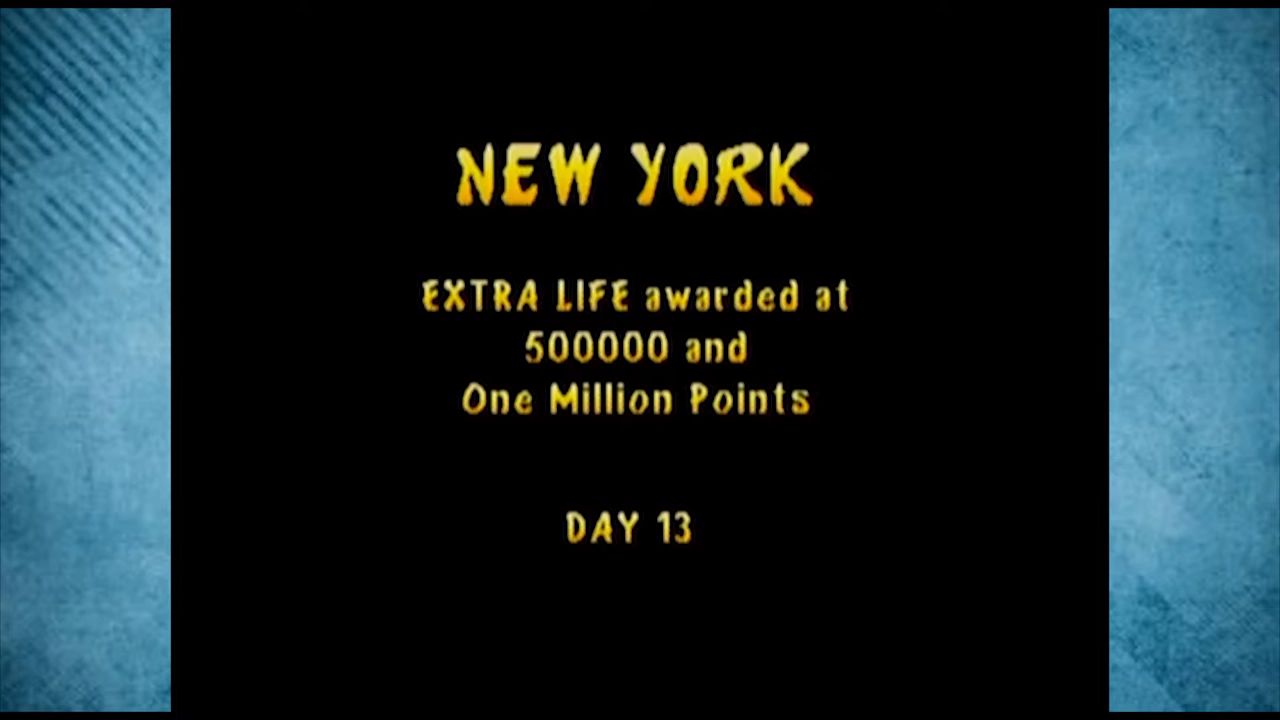 NEW YORK
EXTRA LIFE awarded at
500000 and
One Million Points
DAY 13